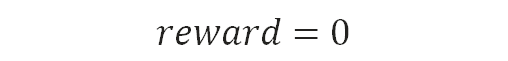 reward = 0